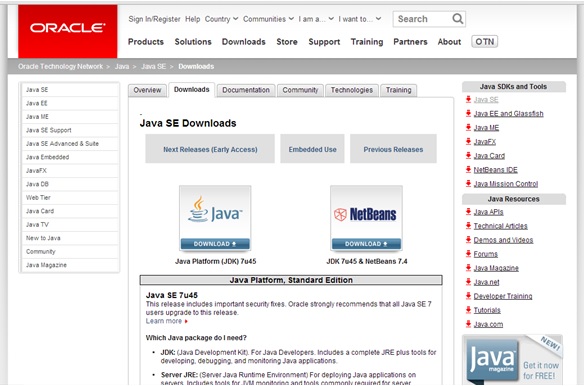 ORACLE
Sign In/Register Help Country Communities I am a... I want to... Search
Products Solutions Downloads Store Support Training Partners About OTN
Oracle Technology Network > Java > Java SE > Downloads
Java SE
Java EE
Java ME
Java SE Support
Java SE Advanced & Suite
Java Embedded
JavaFX
Java DB
Web Tier
Java Card
Java TV
New to Java
Community
Java Magazine
Overview Downloads Documentation Community Technologies Training
Java SE Downloads
Next Releases (Early Access) Embedded Use Previous Releases
Java
DOWNLOAD
Java Platform (JDK) 7u45
NetBeans
DOWNLOAD
JDK 7u45 & NetBeans 7.4
Java Platform, Standard Edition
Java SE 7u45
This release includes important security fixes. Oracle strongly recommends that all Java SE 7
users upgrade to this release.
Learn more
Which Java package do I need?
• JDK: (Java Development Kit). For Java Developers. Includes a complete JRE plus tools for
developing, debugging, and monitoring Java applications.
• Server JRE: (Server Java Runtime Environment) For deploying Java applications on
servers. Includes tools for JVM monitoring and tools commonly required for server
Java SDKs and Tools
Java SE
Java EE and Glassfish
Java ME
JavaFX
Java Card
NetBeans IDE
Java Mission Control
Java Resources
Java APIs
Technical Articles
Demos and Videos
Forums
Java Magazine
Java.net
Developer Training
Tutorials
Java.com
NEW!
Java
magazine
Get it now
for FREE!